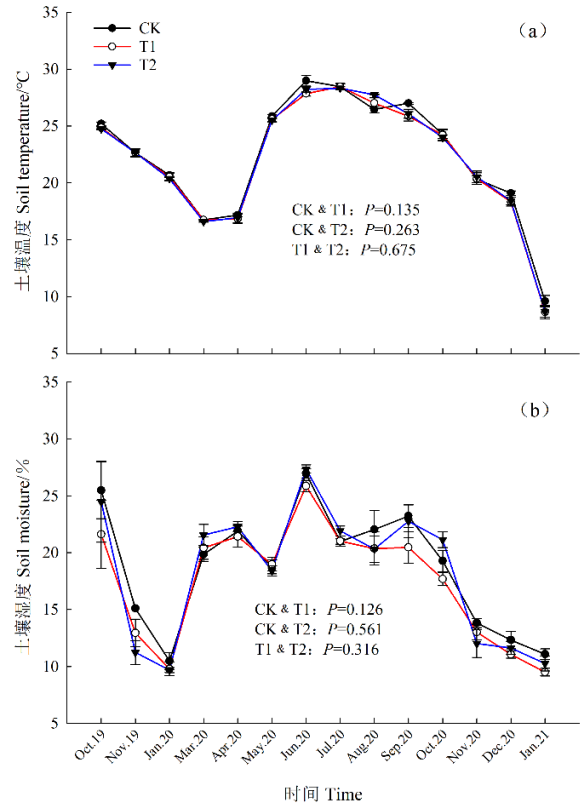 35
30
25
20
15
10
5
土壤温度 Soil temperature/℃
CK
T1
T2
(a)
CK & T1：P=0.135
CK & T2：P=0.263
T1 & T2：P=0.675
35
30
25
20
15
10
5
土壤湿度 Soil moisture/%
(b)
CK & T1：P=0.126
CK & T2：P=0.561
T1 & T2：P=0.316
Oct.19
Nov.19
Jan.20
Mar.20
Apr.20
May.20
Jun.20
Jul.20
Aug.20
Sep.20
Oct.20
Nov.20
Dec.20
Jan.21
时间 Time